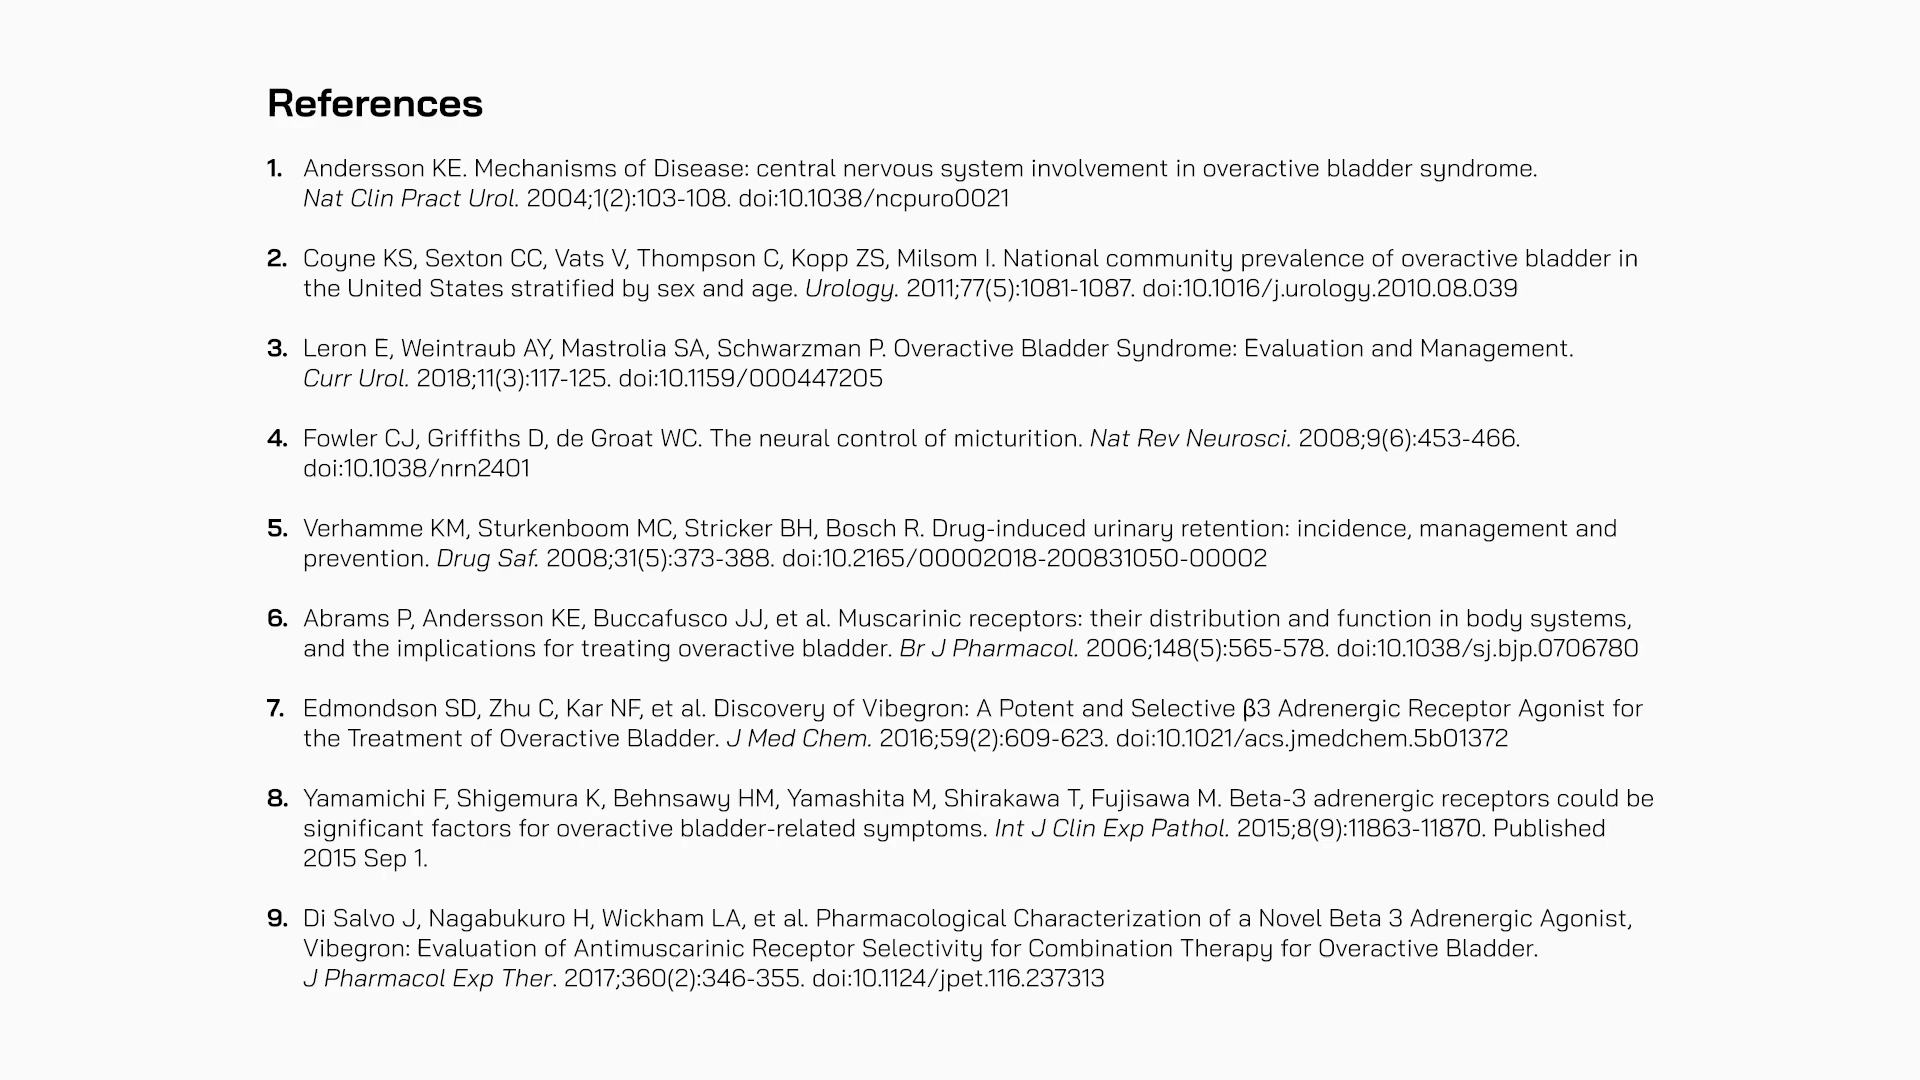 References
1. Andersson KE. Mechanisms of Disease: central nervous system involvement in overactive bladder syndrome.
Nat Clin Pract Urol. 2004;1(2):103-108. doi:10.1038/ncpuro0021
2. Coyne KS, Sexton CC, Vats V, Thompson C, Kopp ZS, Milsom I. National community prevalence of overactive bladder in
the United States stratified by sex and age. Urology. 2011;77(5):1081-1087. doi:10.1016/j.urology.2010.08.039
3. Leron E, Weintraub AY, Mastrolia SA, Schwarzman P. Overactive Bladder Syndrome: Evaluation and Management.
Curr Urol. 2018;11(3):117-125. doi:10.1159/000447205
4. Fowler CJ, Griffiths D, de Groat WC. The neural control of micturition. Nat Rev Neurosci. 2008;9(6):453-466.
doi:10.1038/nrn2401
5. Verhamme KM, Sturkenboom MC, Stricker BH, Bosch R. Drug-induced urinary retention: incidence, management and
prevention. Drug Saf. 2008;31(5):373-388. doi:10.2165/00002018-200831050-00002
6. Abrams P, Andersson KE, Buccafusco JJ, et al. Muscarinic receptors: their distribution and function in body systems,
and the implications for treating overactive bladder. Br J Pharmacol. 2006;148(5):565-578. doi:10.1038/sj.bjp.0706780
7. Edmondson SD, Zhu C, Kar NF, et al. Discovery of Vibegron: A Potent and Selective β3 Adrenergic Receptor Agonist for
the Treatment of Overactive Bladder. J Med Chem. 2016;59(2):609-623. doi:10.1021/acs.jmedchem.5b01372
8. Yamamichi F, Shigemura K, Behnsawy HM, Yamashita M, Shirakawa T, Fujisawa M. Beta-3 adrenergic receptors could be
significant factors for overactive bladder-related symptoms. Int J Clin Exp Pathol. 2015;8(9):11863-11870. Published
2015 Sep 1.
9. Di Salvo J, Nagabukuro H, Wickham LA, et al. Pharmacological Characterization of a Novel Beta 3 Adrenergic Agonist,
Vibegron: Evaluation of Antimuscarinic Receptor Selectivity for Combination Therapy for Overactive Bladder.
J Pharmacol Exp Ther. 2017;360(2):346-355. doi:10.1124/jpet.116.237313